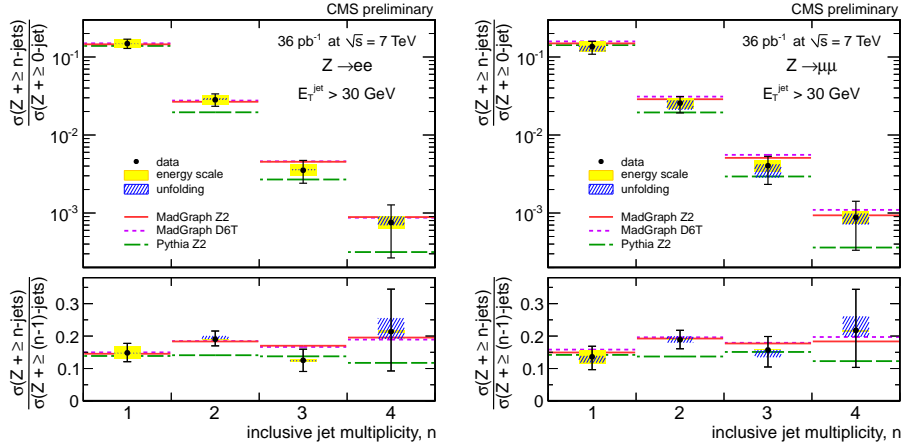 CMS preliminary
36 pb⁻¹ at √s = 7 TeV
Z →ee
E_T^jet > 30 GeV
σ(Z + ≥ n-jets)
σ(Z + ≥ 0-jet)
10⁻¹
10⁻²
10⁻³
data
energy scale
unfolding
MadGraph Z2
MadGraph D6T
Pythia Z2
σ(Z + ≥ n-jets)
σ(Z + ≥ (n-1)-jets)
0.3
0.2
0.1
0
1 2 3 4
inclusive jet multiplicity, n
CMS preliminary
36 pb⁻¹ at √s = 7 TeV
Z →μμ
E_T^jet > 30 GeV
σ(Z + ≥ n-jets)
σ(Z + ≥ 0-jet)
10⁻¹
10⁻²
10⁻³
data
energy scale
unfolding
MadGraph Z2
MadGraph D6T
Pythia Z2
σ(Z + ≥ n-jets)
σ(Z + ≥ (n-1)-jets)
0.3
0.2
0.1
0
1 2 3 4
inclusive jet multiplicity, n